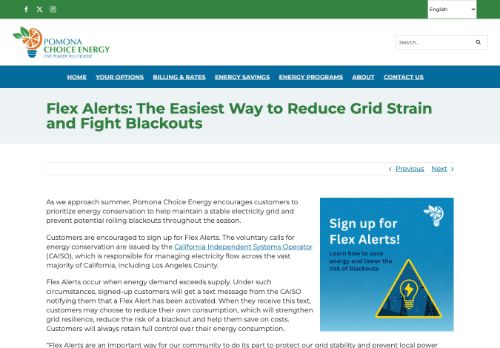 English
POMONA
CHOICE ENERGY
THE POWER TO CHOOSE
Search...
HOME YOUR OPTIONS BILLING & RATES ENERGY SAVINGS ENERGY PROGRAMS ABOUT CONTACT US
Flex Alerts: The Easiest Way to Reduce Grid Strain
and Fight Blackouts
Previous Next
As we approach summer, Pomona Choice Energy encourages customers to
prioritize energy conservation to help maintain a stable electricity grid and
prevent potential rolling blackouts throughout the season.
Customers are encouraged to sign up for Flex Alerts. The voluntary calls for
energy conservation are issued by the California Independent Systems Operator
(CAISO), which is responsible for managing electricity flow across the vast
majority of California, including Los Angeles County.
Flex Alerts occur when energy demand exceeds supply. Under such
circumstances, signed-up customers will get a text message from the CAISO
notifying them that a Flex Alert has been activated. When they receive this text,
customers may choose to reduce their own consumption, which will strengthen
grid resilience, reduce the risk of a blackout and help them save on costs.
Customers will always retain full control over their energy consumption.
"Flex Alerts are an important way for our community to do its part to protect our grid stability and prevent local power
Sign up for
Flex Alerts!
Learn how to save
energy and lower the
risk of blackouts